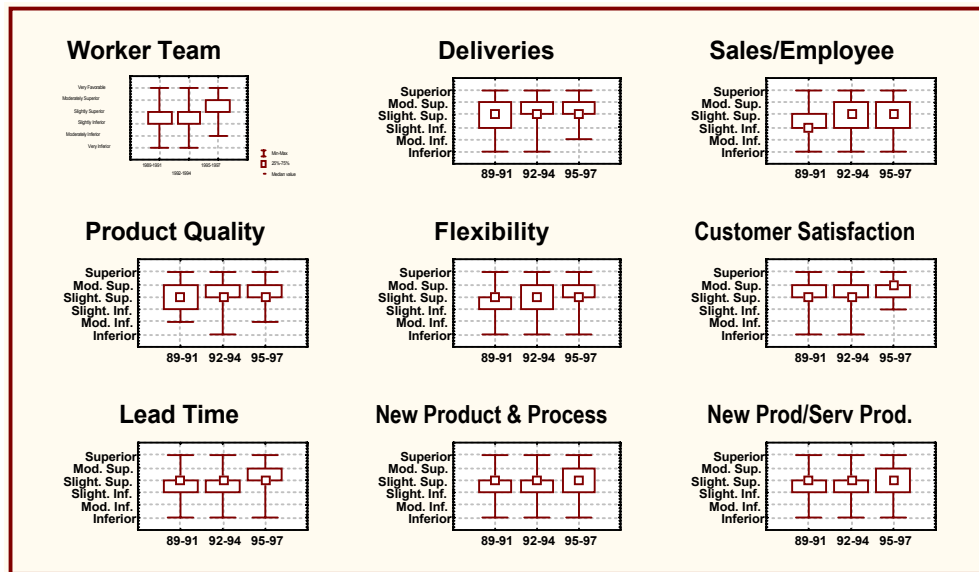 Worker Team
Very Favorable
Moderately Superior
Slightly Superior
Slightly Inferior
Moderately Inferior
Very Inferior
1989-1991
1992-1994
1995-1997
Min-Max
25%-75%
Median value
Deliveries
Superior
Mod. Sup.
Slight. Sup.
Slight. Inf.
Mod. Inf.
Inferior
89-91 92-94 95-97
Sales/Employee
Superior
Mod. Sup.
Slight. Sup.
Slight. Inf.
Mod. Inf.
Inferior
89-91 92-94 95-97
Product Quality
Superior
Mod. Sup.
Slight. Sup.
Slight. Inf.
Mod. Inf.
Inferior
89-91 92-94 95-97
Flexibility
Superior
Mod. Sup.
Slight. Sup.
Slight. Inf.
Mod. Inf.
Inferior
89-91 92-94 95-97
Customer Satisfaction
Superior
Mod. Sup.
Slight. Sup.
Slight. Inf.
Mod. Inf.
Inferior
89-91 92-94 95-97
Lead Time
Superior
Mod. Sup.
Slight. Sup.
Slight. Inf.
Mod. Inf.
Inferior
89-91 92-94 95-97
New Product & Process
Superior
Mod. Sup.
Slight. Sup.
Slight. Inf.
Mod. Inf.
Inferior
89-91 92-94 95-97
New Prod/Serv Prod.
Superior
Mod. Sup.
Slight. Sup.
Slight. Inf.
Mod. Inf.
Inferior
89-91 92-94 95-97